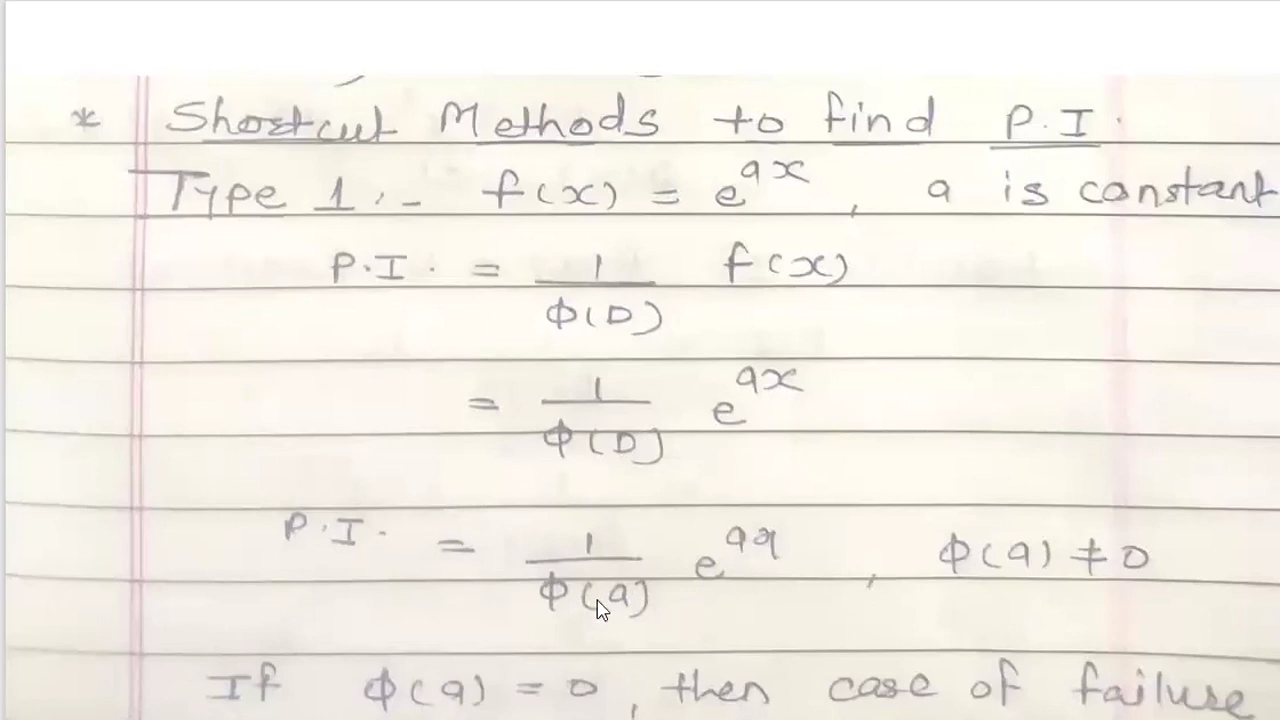 * Shortcut Methods to find P.I.
Type 1:- f(x) = e^{ax}, a is constant
P.I. = 1/ϕ(D) f(x)
= 1/ϕ(D) e^{ax}
P.I. = 1/ϕ(a) e^{ax}, ϕ(a) ≠ 0
If ϕ(a) = 0, then case of failure